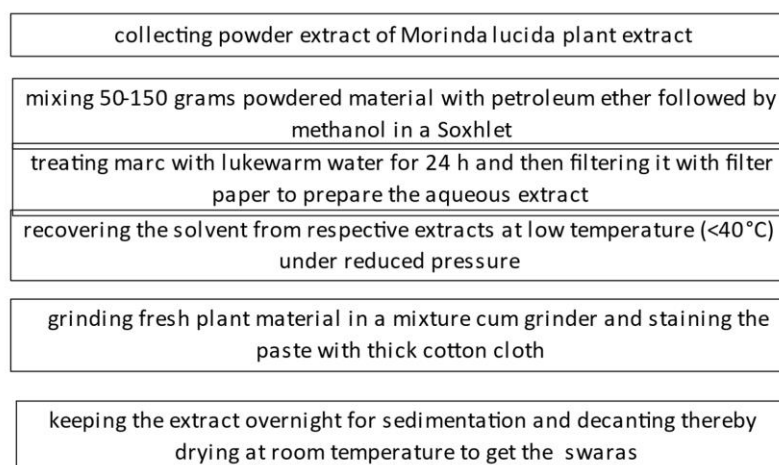 collecting powder extract of Morinda lucida plant extract
mixing 50-150 grams powdered material with petroleum ether followed by
methanol in a Soxhlet
treating marc with lukewarm water for 24 h and then filtering it with filter
paper to prepare the aqueous extract
recovering the solvent from respective extracts at low temperature (<40°C)
under reduced pressure
grinding fresh plant material in a mixture cum grinder and staining the
paste with thick cotton cloth
keeping the extract overnight for sedimentation and decanting thereby
drying at room temperature to get the swaras